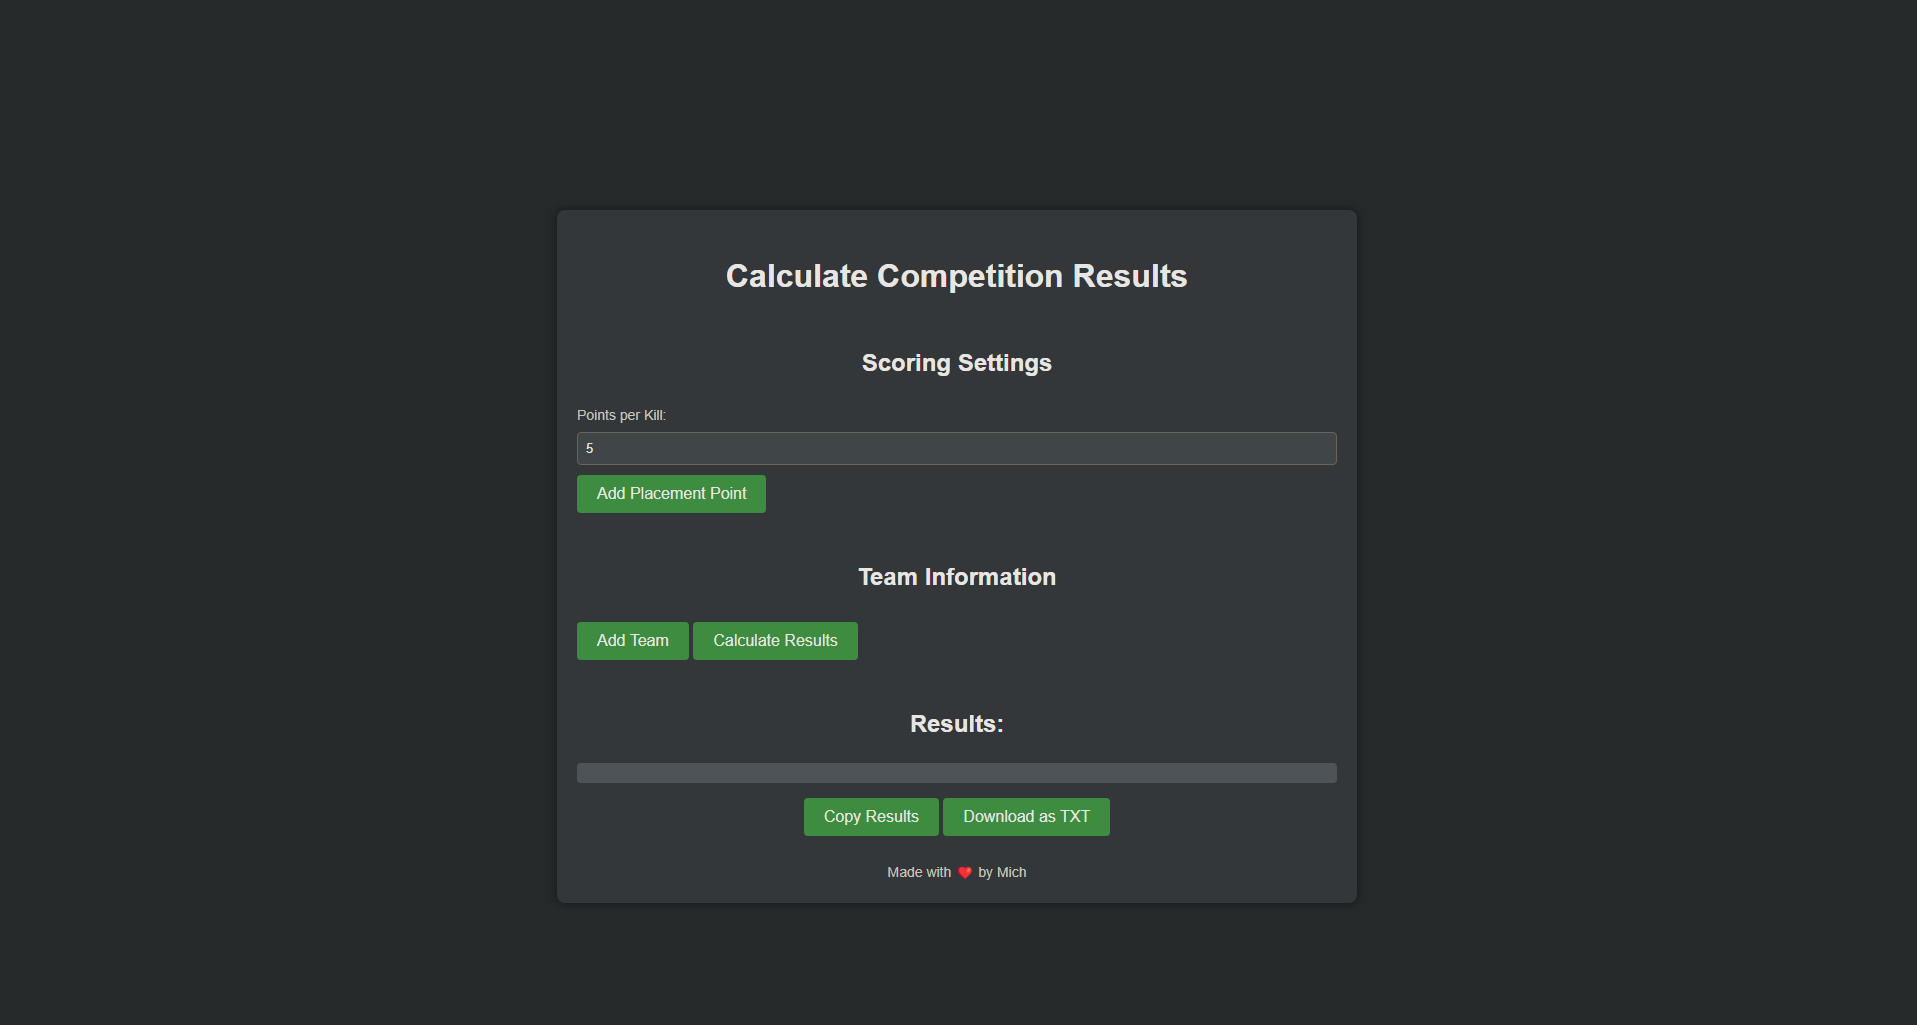 Calculate Competition Results
Scoring Settings
Points per Kill:
5
Add Placement Point
Team Information
Add Team Calculate Results
Results:
Copy Results Download as TXT
Made with ❤️ by Mich